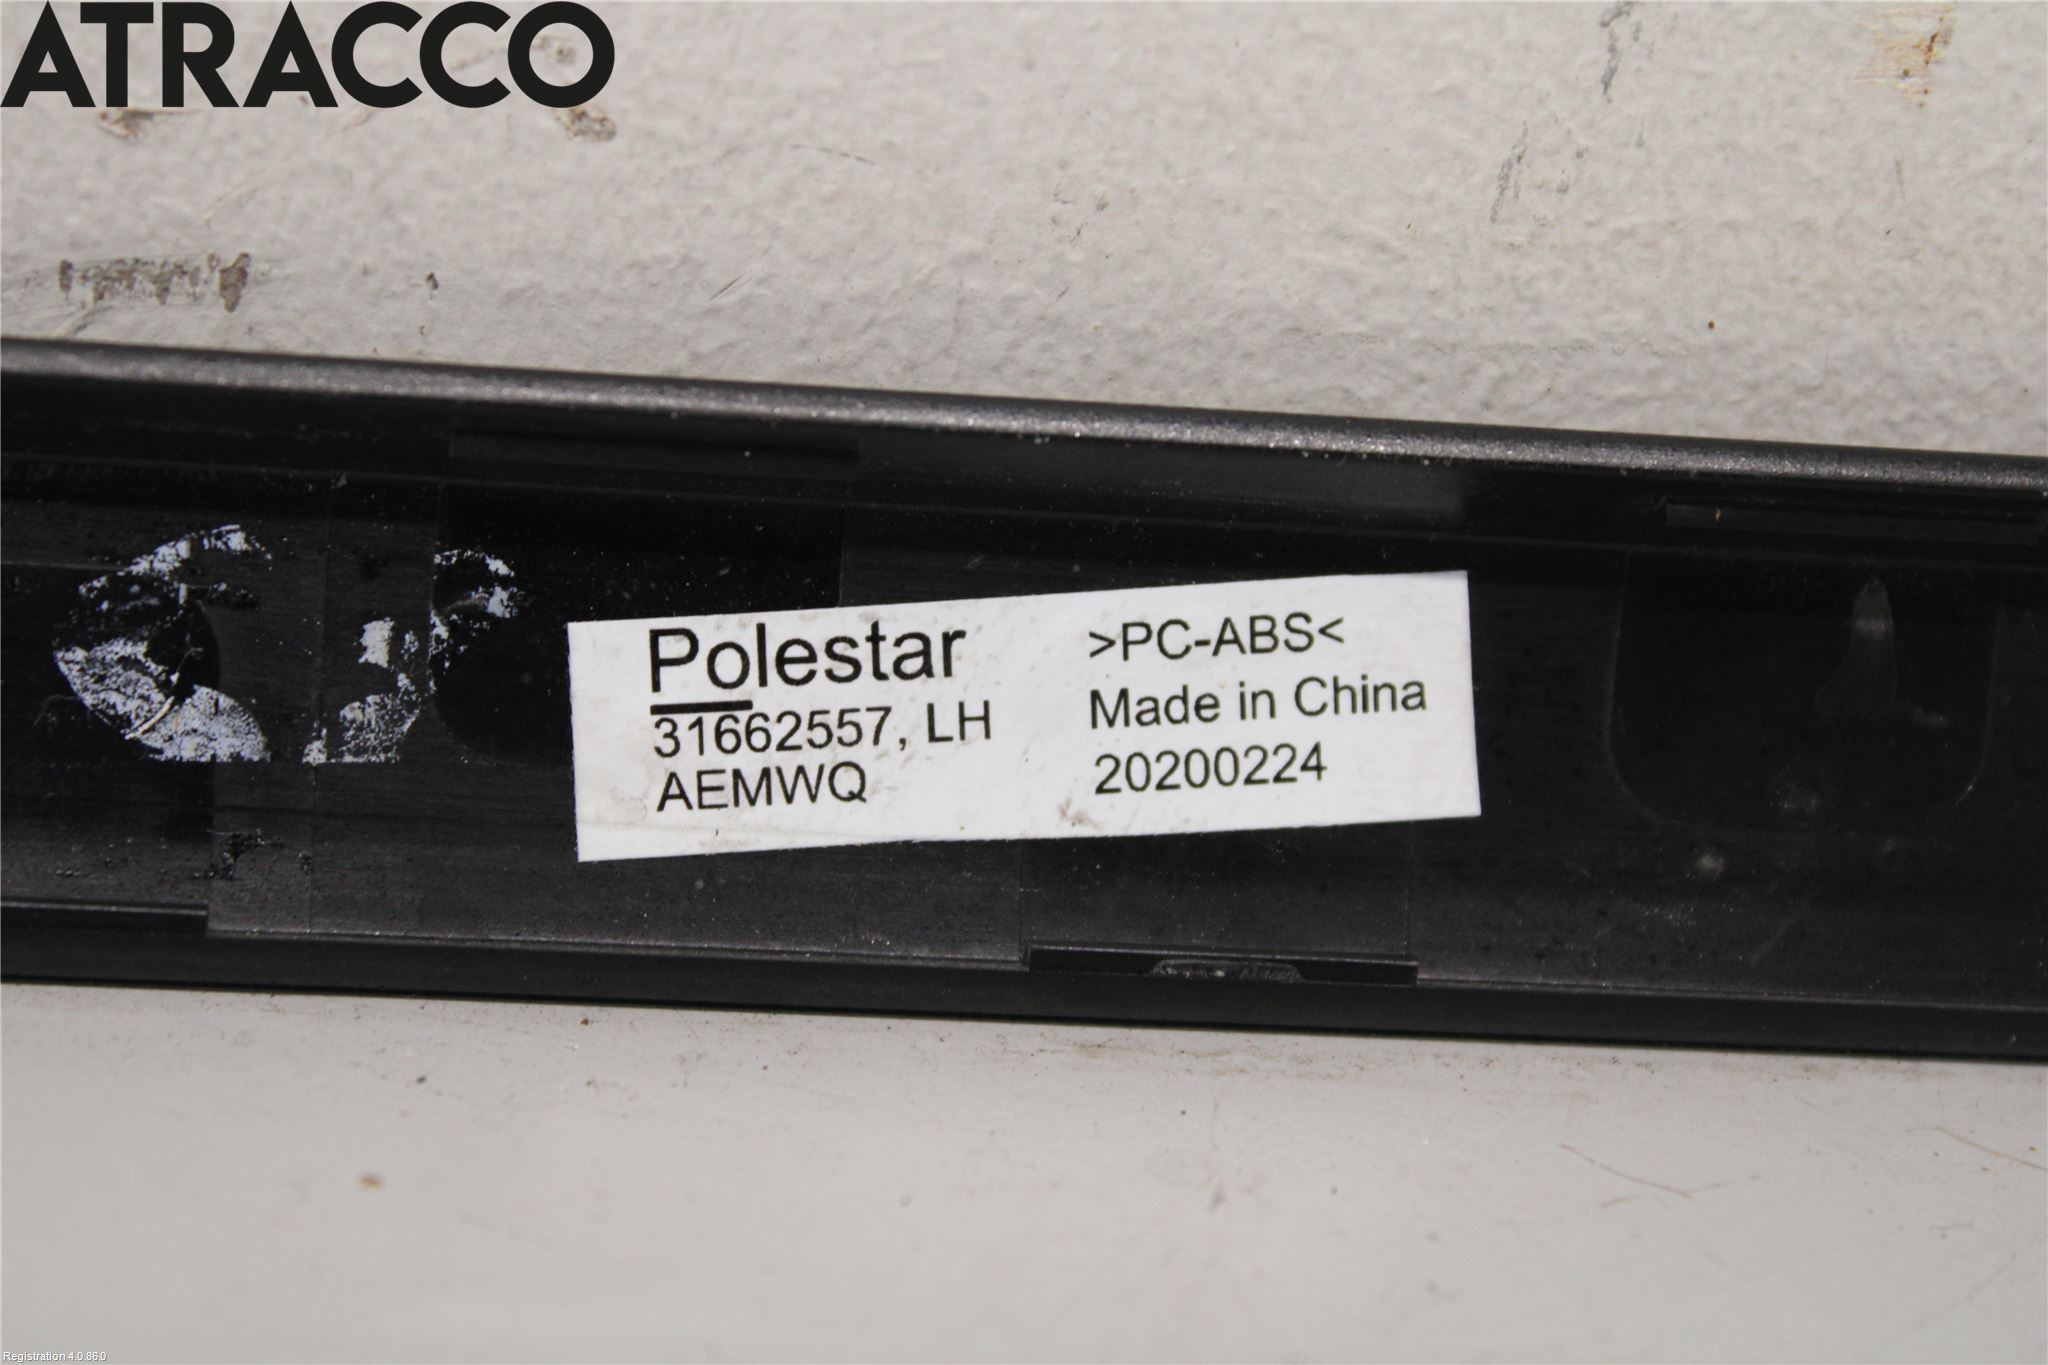 ATRACCO
Polestar
31662557, LH
AEMWQ
>PC-ABS<
Made in China
20200224
Registration 4.0.86.0